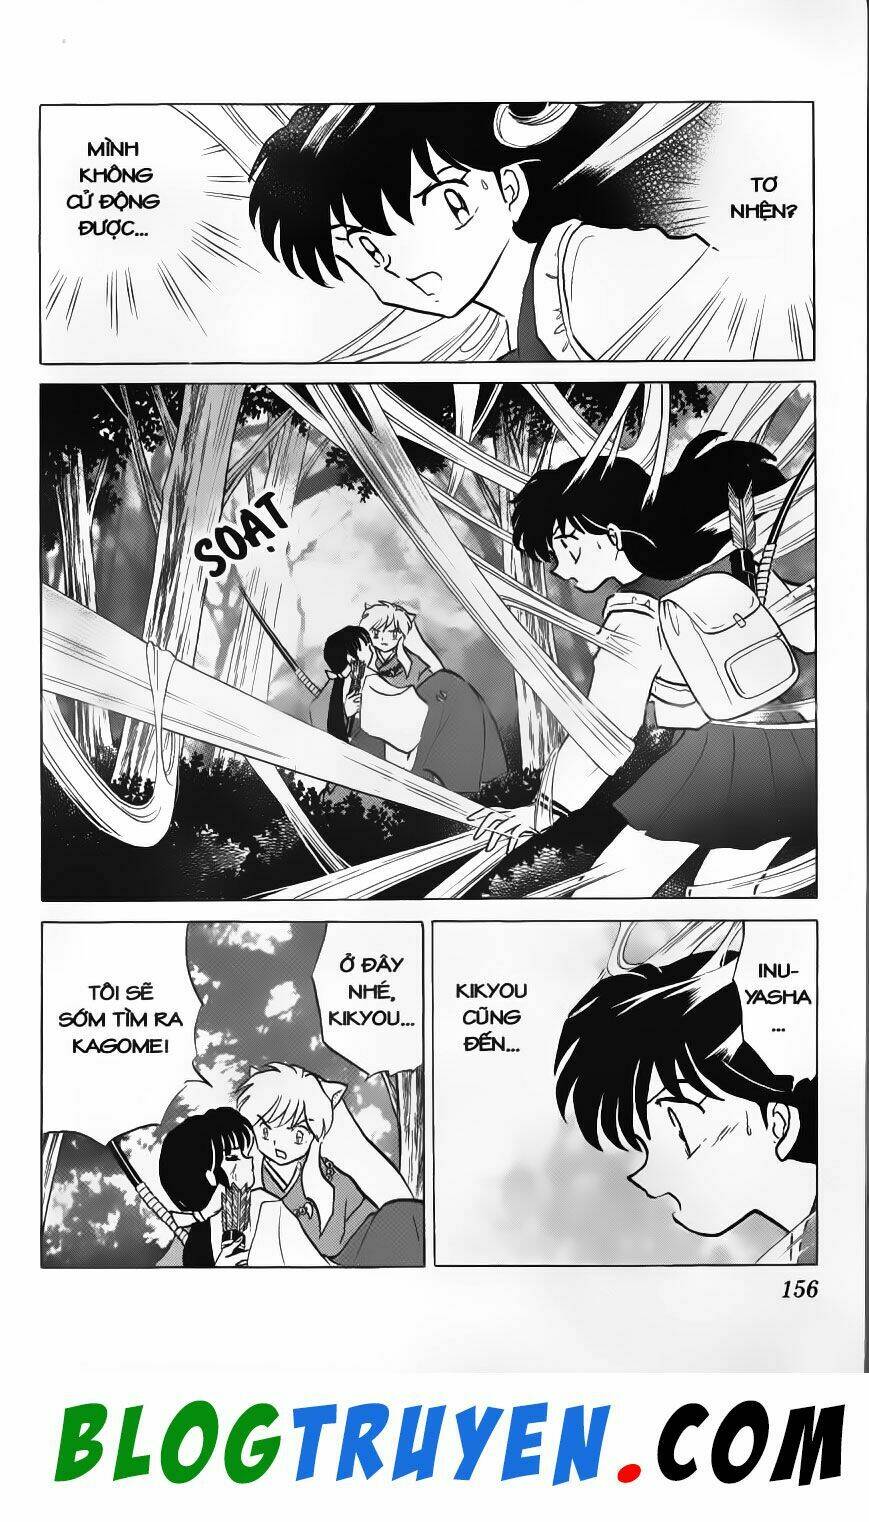 TƠ
NHỆN?
MÌNH
KHÔNG
CỬ ĐỘNG
ĐƯỢC...
SOẠT
INU-
YASHA
...
KIKYOU
CŨNG
ĐẾN...
Ở ĐÂY
NHÉ,
KIKYOU...
TÔI SẼ
SỚM TÌM RA
KAGOME!
156
BLOGTRUYEN.COM